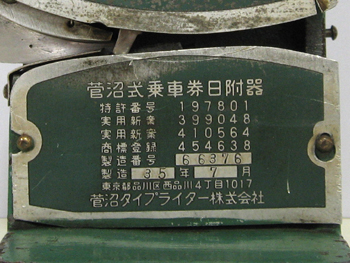 菅沼式乗車券日附器
特許番号 197801
実用新案 399048
実用新案 410564
商標登録 454638
製造番号 66376
製造 35年 7月
東京都品川区西品川4丁目1017
菅沼タイプライター株式会社